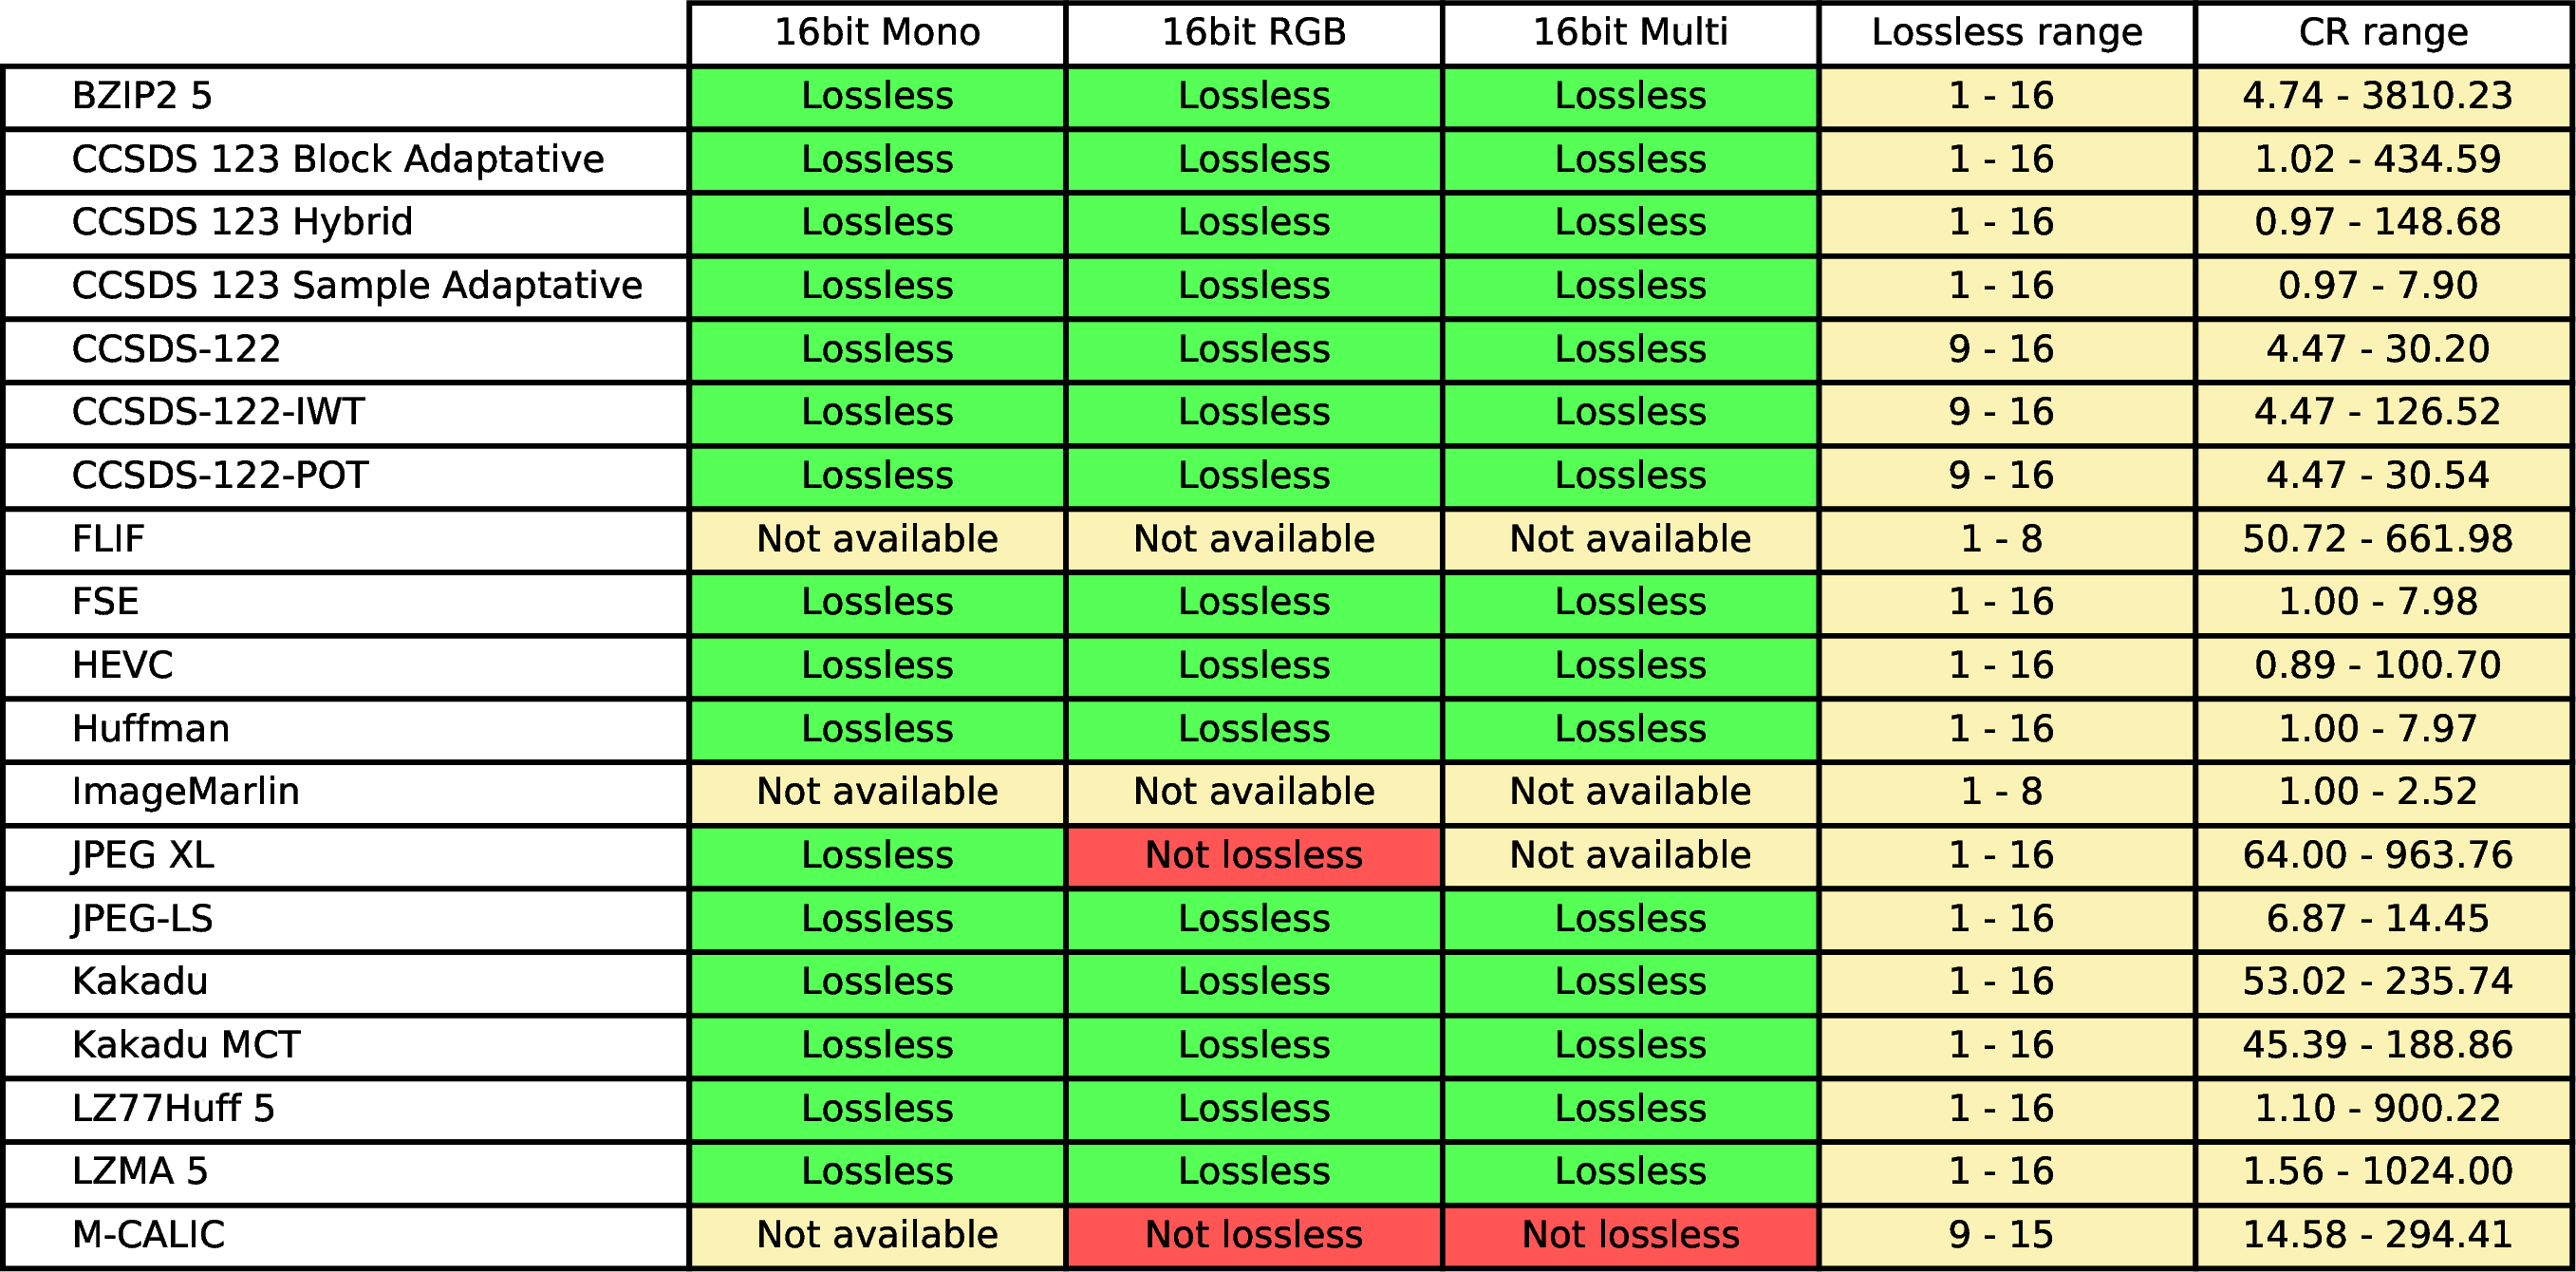 16bit Mono 16bit RGB 16bit Multi Lossless range CR range
BZIP2 5 Lossless Lossless Lossless 1 - 16 4.74 - 3810.23
CCSDS 123 Block Adaptative Lossless Lossless Lossless 1 - 16 1.02 - 434.59
CCSDS 123 Hybrid Lossless Lossless Lossless 1 - 16 0.97 - 148.68
CCSDS 123 Sample Adaptative Lossless Lossless Lossless 1 - 16 0.97 - 7.90
CCSDS-122 Lossless Lossless Lossless 9 - 16 4.47 - 30.20
CCSDS-122-IWT Lossless Lossless Lossless 9 - 16 4.47 - 126.52
CCSDS-122-POT Lossless Lossless Lossless 9 - 16 4.47 - 30.54
FLIF Not available Not available Not available 1 - 8 50.72 - 661.98
FSE Lossless Lossless Lossless 1 - 16 1.00 - 7.98
HEVC Lossless Lossless Lossless 1 - 16 0.89 - 100.70
Huffman Lossless Lossless Lossless 1 - 16 1.00 - 7.97
ImageMarlin Not available Not available Not available 1 - 8 1.00 - 2.52
JPEG XL Lossless Not lossless Not available 1 - 16 64.00 - 963.76
JPEG-LS Lossless Lossless Lossless 1 - 16 6.87 - 14.45
Kakadu Lossless Lossless Lossless 1 - 16 53.02 - 235.74
Kakadu MCT Lossless Lossless Lossless 1 - 16 45.39 - 188.86
LZ77Huff 5 Lossless Lossless Lossless 1 - 16 1.10 - 900.22
LZMA 5 Lossless Lossless Lossless 1 - 16 1.56 - 1024.00
M-CALIC Not available Not lossless Not lossless 9 - 15 14.58 - 294.41